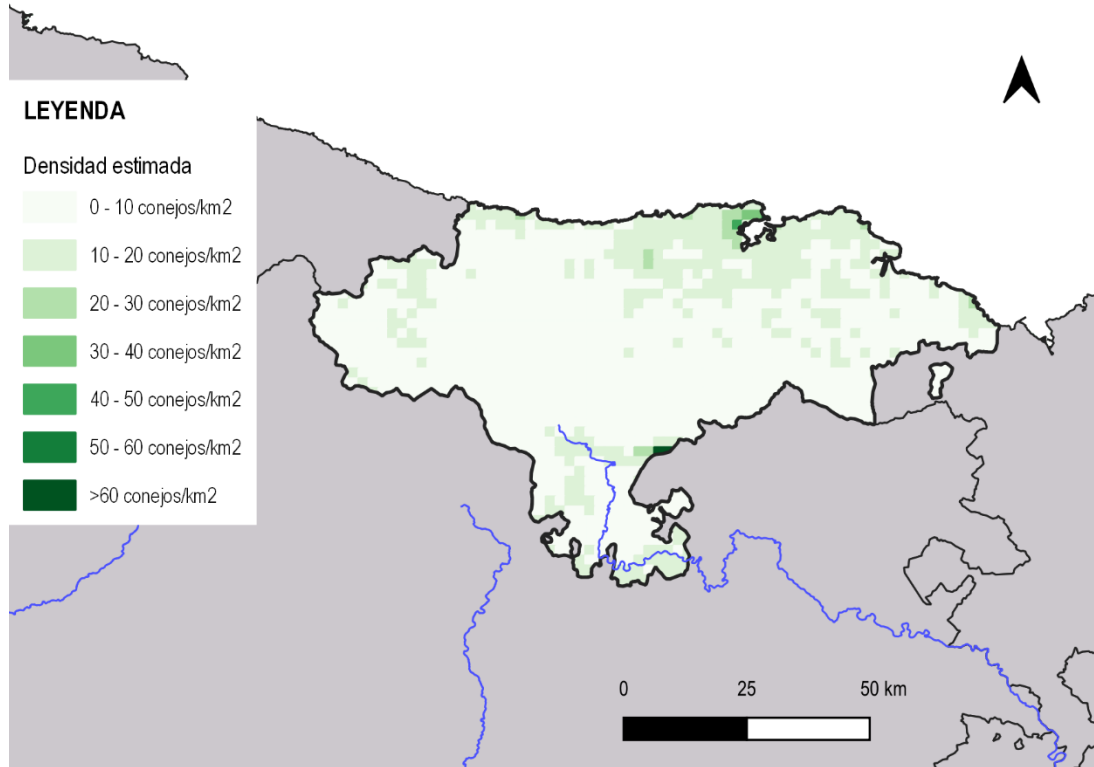 LEYENDA
Densidad estimada
0 - 10 conejos/km2
10 - 20 conejos/km2
20 - 30 conejos/km2
30 - 40 conejos/km2
40 - 50 conejos/km2
50 - 60 conejos/km2
>60 conejos/km2
0 25 50 km